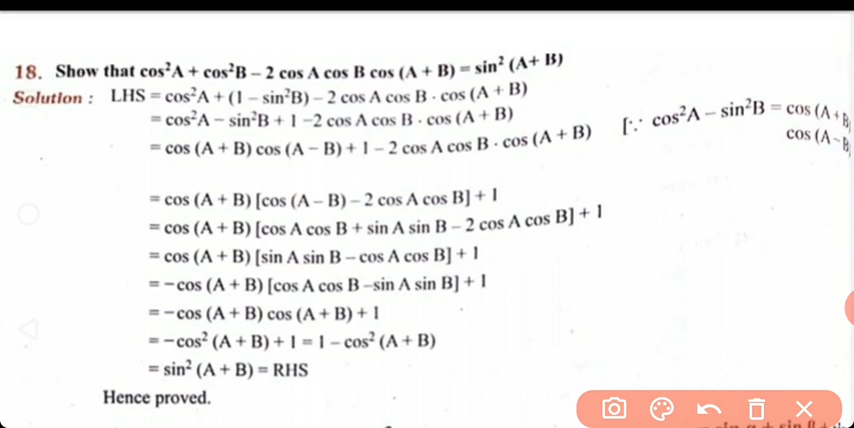 18. Show that cos²A + cos²B – 2 cos A cos B cos (A + B) = sin² (A+ B)
Solution : LHS = cos²A + (1 – sin²B) – 2 cos A cos B · cos (A + B)
= cos²A – sin²B + 1 –2 cos A cos B · cos (A + B)
= cos (A + B) cos (A – B) + 1 – 2 cos A cos B · cos (A + B) [∵ cos²A – sin²B = cos (A + B
cos (A – B
= cos (A + B) [cos (A – B) – 2 cos A cos B] + 1
= cos (A + B) [cos A cos B + sin A sin B – 2 cos A cos B] + 1
= cos (A + B) [sin A sin B – cos A cos B] + 1
= – cos (A + B) [cos A cos B –sin A sin B] + 1
= – cos (A + B) cos (A + B) + 1
= – cos² (A + B) + 1 = 1 – cos² (A + B)
= sin² (A + B) = RHS
Hence proved.